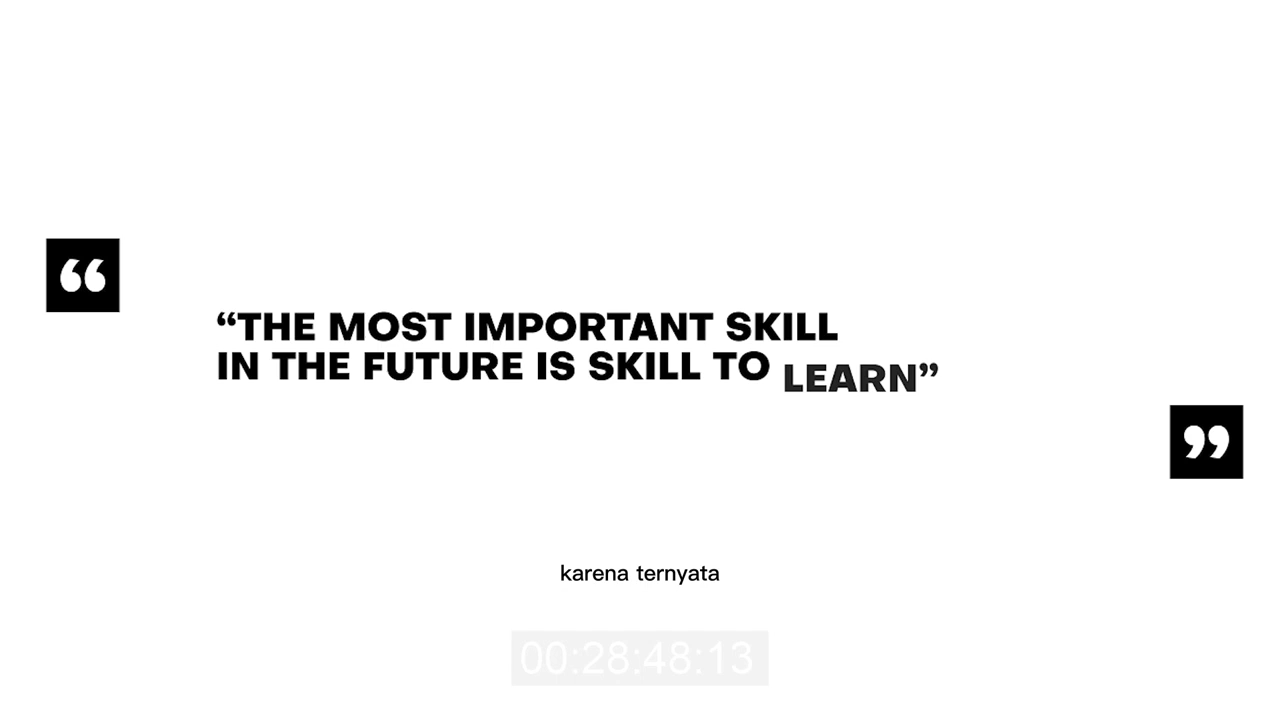 “THE MOST IMPORTANT SKILL
IN THE FUTURE IS SKILL TO LEARN”
karena ternyata
00:28:48:13